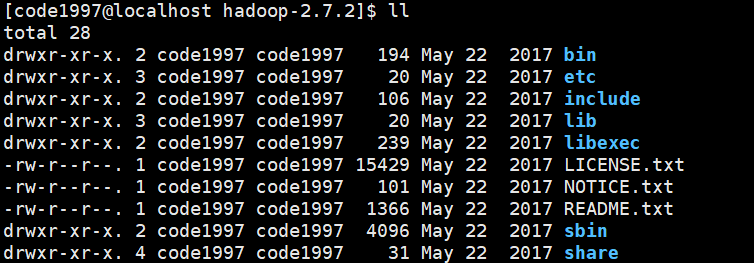 [code1997@localhost hadoop-2.7.2]$ ll
total 28
drwxr-xr-x. 2 code1997 code1997   194 May 22  2017 bin
drwxr-xr-x. 3 code1997 code1997    20 May 22  2017 etc
drwxr-xr-x. 2 code1997 code1997   106 May 22  2017 include
drwxr-xr-x. 3 code1997 code1997    20 May 22  2017 lib
drwxr-xr-x. 2 code1997 code1997   239 May 22  2017 libexec
-rw-r--r--. 1 code1997 code1997 15429 May 22  2017 LICENSE.txt
-rw-r--r--. 1 code1997 code1997   101 May 22  2017 NOTICE.txt
-rw-r--r--. 1 code1997 code1997  1366 May 22  2017 README.txt
drwxr-xr-x. 2 code1997 code1997  4096 May 22  2017 sbin
drwxr-xr-x. 4 code1997 code1997    31 May 22  2017 share